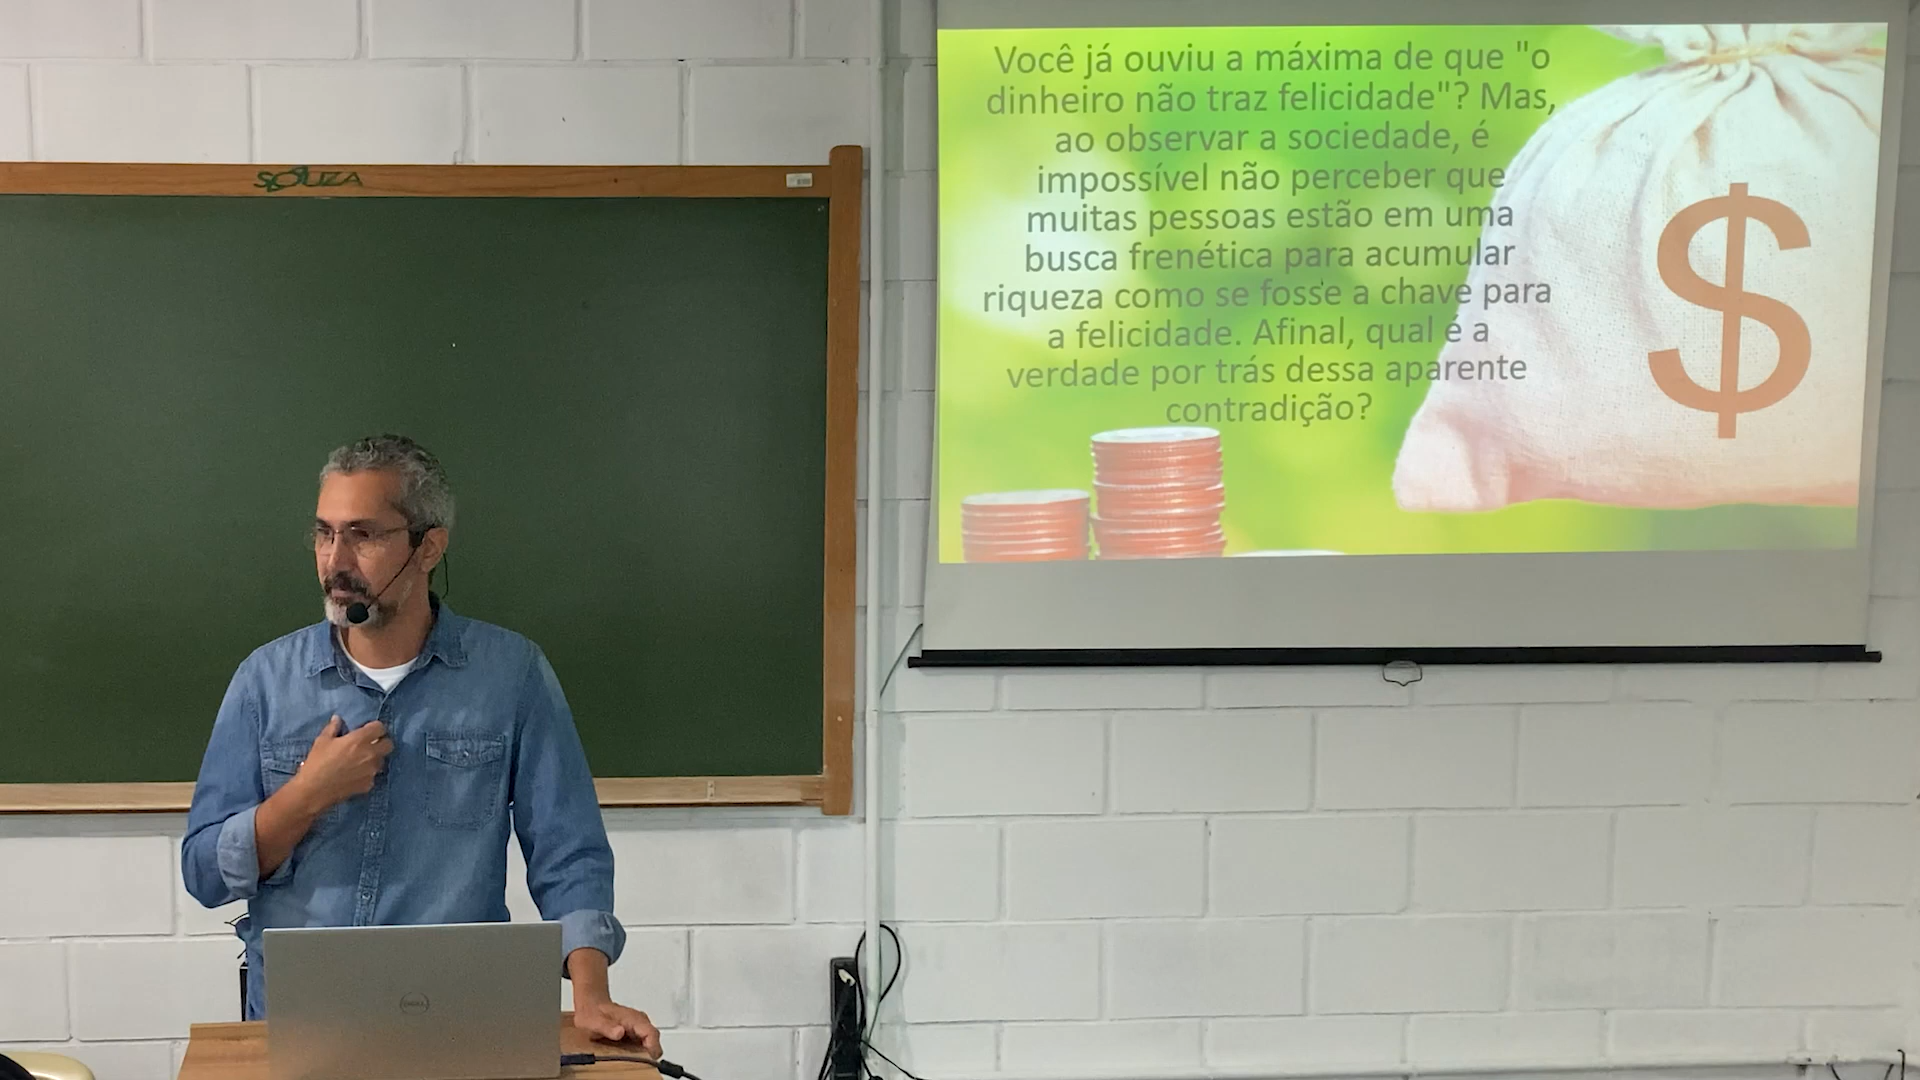 SOUZA
Você já ouviu a máxima de que "o
dinheiro não traz felicidade"? Mas,
ao observar a sociedade, é
impossível não perceber que
muitas pessoas estão em uma
busca frenética para acumular
riqueza como se fosse a chave para
a felicidade. Afinal, qual é a
verdade por trás dessa aparente
contradição?
$
DELL